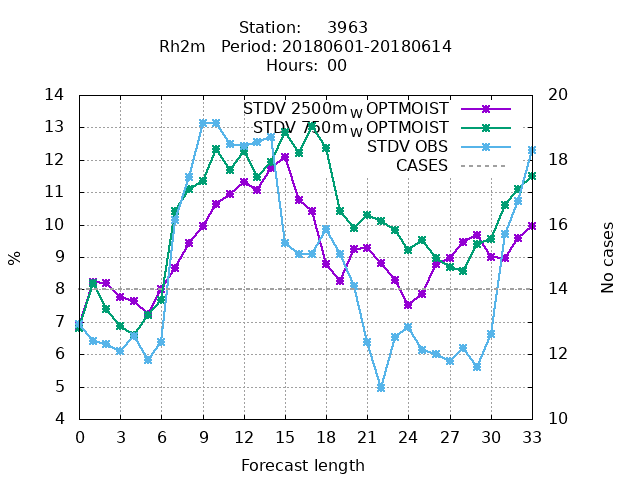 Station: 3963
Rh2m Period: 20180601-20180614
Hours: 00
14 20
STDV 2500m_W OPTMOIST
13 STDV 750m_W OPTMOIST
STDV OBS
12 CASES 18
11
10 16
9
8 14
7
6 12
5
4 10
% No cases
0 3 6 9 12 15 18 21 24 27 30 33
Forecast length